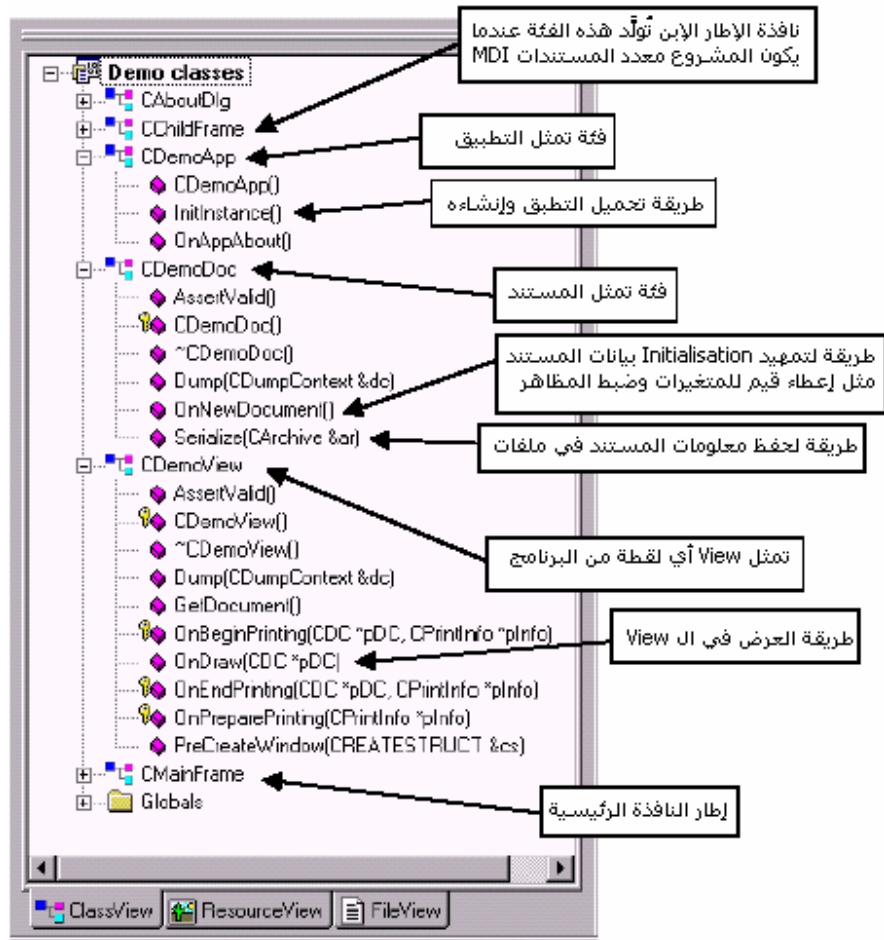 نافذة الإطار الإبن تُولَّد هذه الفئة عندما
يكون المشروع معدد المستندات MDI
Demo classes
CAboutDlg
CChildFrame
CDemoApp
فئة تمثل التطبيق
CDemoApp()
InitInstance()
طريقة تحميل التطبق وإنشاءه
OnAppAbout()
CDemoDoc
فئة تمثل المستند
AssertValid()
CDemoDoc()
~CDemoDoc()
طريقة لتمهيد Initialisation بيانات المستند
مثل إعطاء قيم للمتغيرات وضبط المظاهر
Dump(CDumpContext &dc)
OnNewDocument()
Serialize(CArchive &ar)
طريقة لحفظ معلومات المستند في ملفات
CDemoView
AssertValid()
CDemoView()
~CDemoView()
تمثل View أي لقطة من البرنامج
Dump(CDumpContext &dc)
GetDocument()
OnBeginPrinting(CDC *pDC, CPrintInfo *pInfo)
طريقة العرض في ال View
OnDraw(CDC *pDC)
OnEndPrinting(CDC *pDC, CPrintInfo *pInfo)
OnPreparePrinting(CPrintInfo *pInfo)
PreCreateWindow(CREATESTRUCT &cs)
CMainFrame
Globals
إطار النافذة الرئيسية
ClassView ResourceView FileView